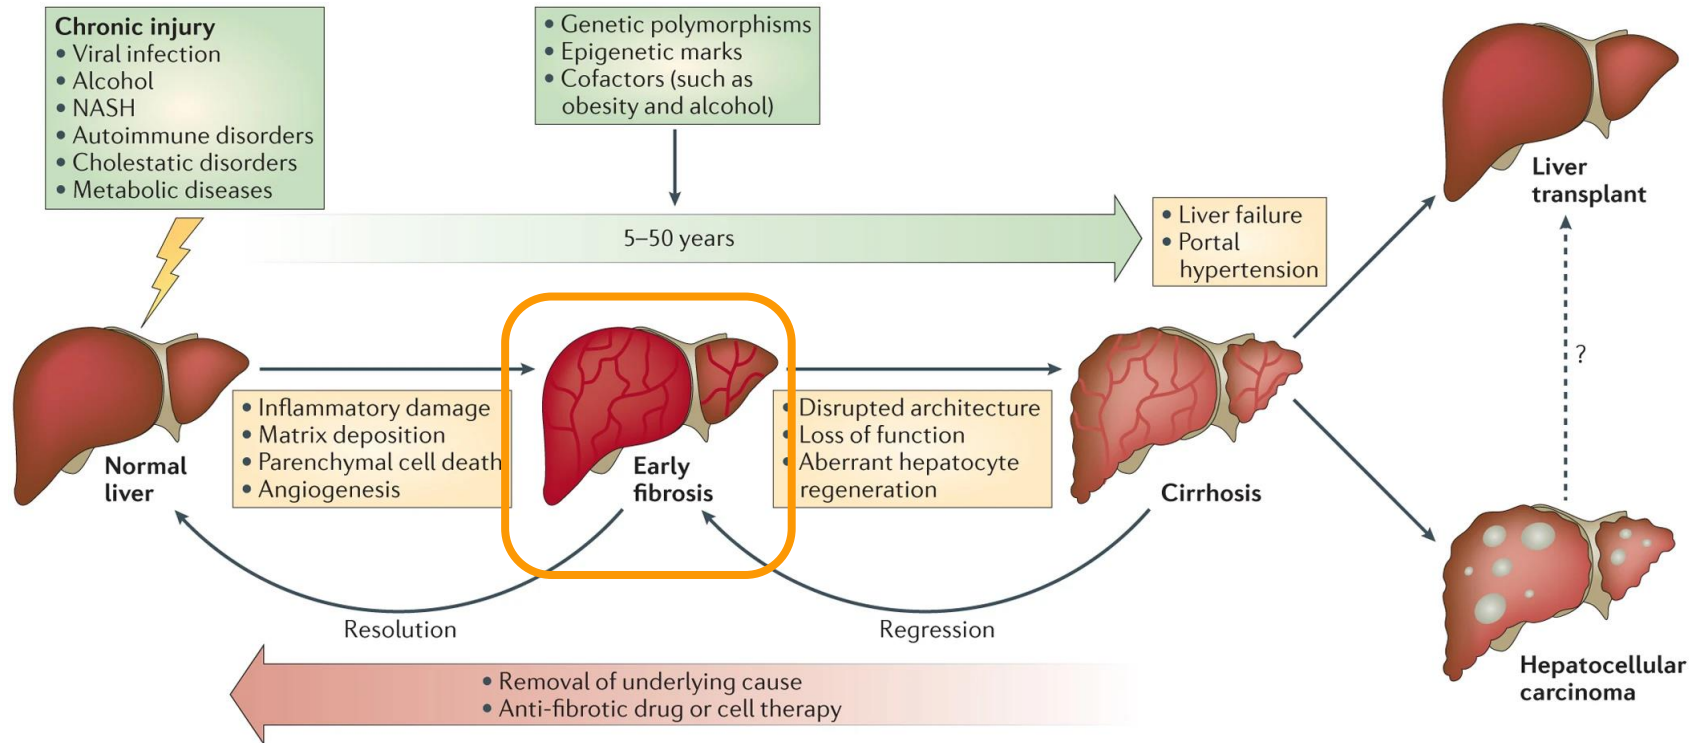 Chronic injury
• Viral infection
• Alcohol
• NASH
• Autoimmune disorders
• Cholestatic disorders
• Metabolic diseases
• Genetic polymorphisms
• Epigenetic marks
• Cofactors (such as
obesity and alcohol)
5–50 years
• Liver failure
• Portal
hypertension
Liver
transplant
?
Normal
liver
• Inflammatory damage
• Matrix deposition
• Parenchymal cell death
• Angiogenesis
Early
fibrosis
• Disrupted architecture
• Loss of function
• Aberrant hepatocyte
regeneration
Cirrhosis
Resolution
Regression
• Removal of underlying cause
• Anti-fibrotic drug or cell therapy
Hepatocellular
carcinoma